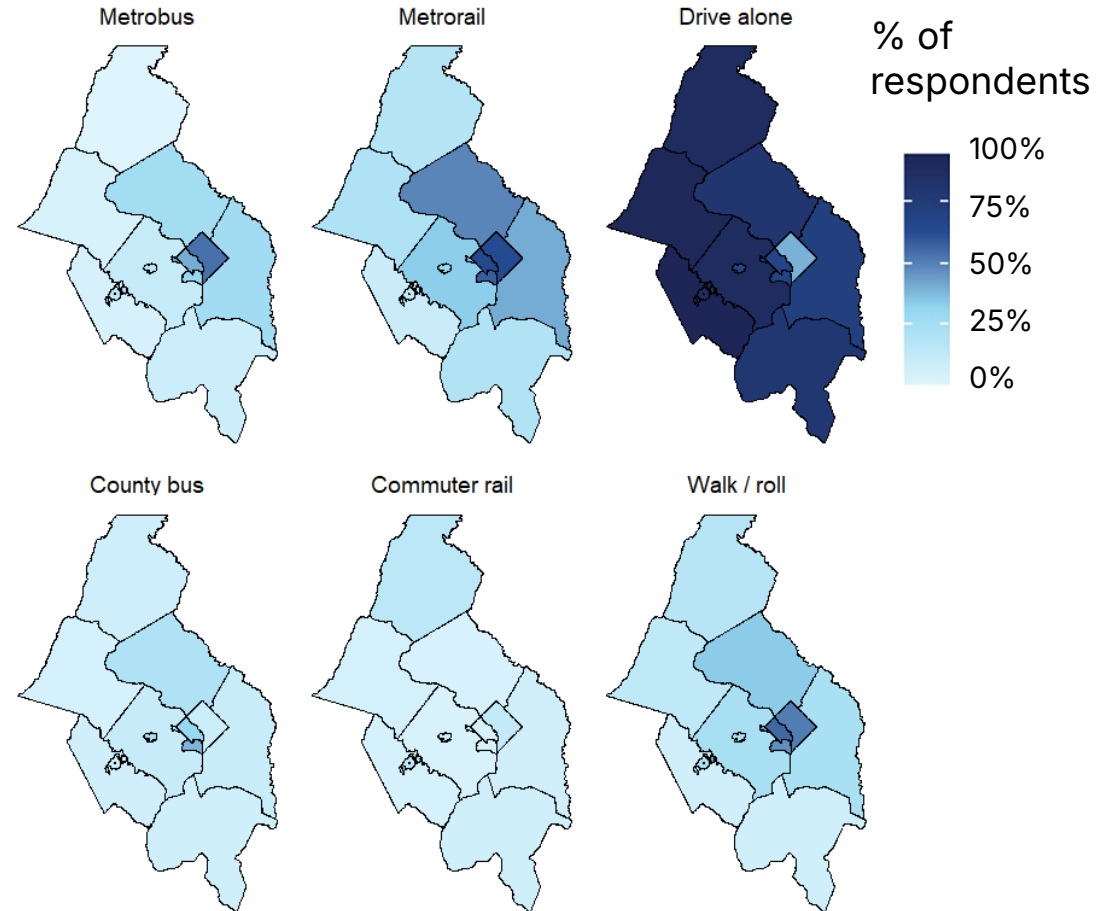 Metrobus
Metrorail
Drive alone
% of
respondents
100%
75%
50%
25%
0%
County bus
Commuter rail
Walk / roll